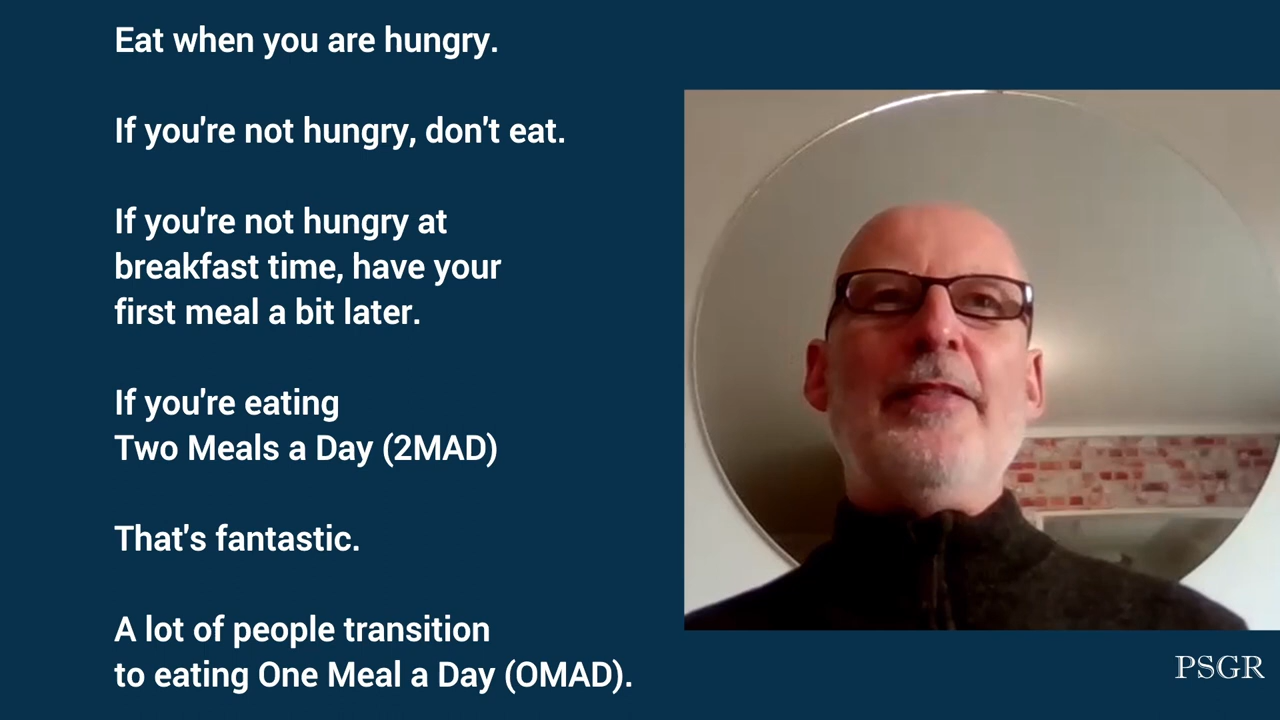 Eat when you are hungry.
If you're not hungry, don't eat.
If you're not hungry at
breakfast time, have your
first meal a bit later.
If you're eating
Two Meals a Day (2MAD)
That's fantastic.
A lot of people transition
to eating One Meal a Day (OMAD).
PSGR